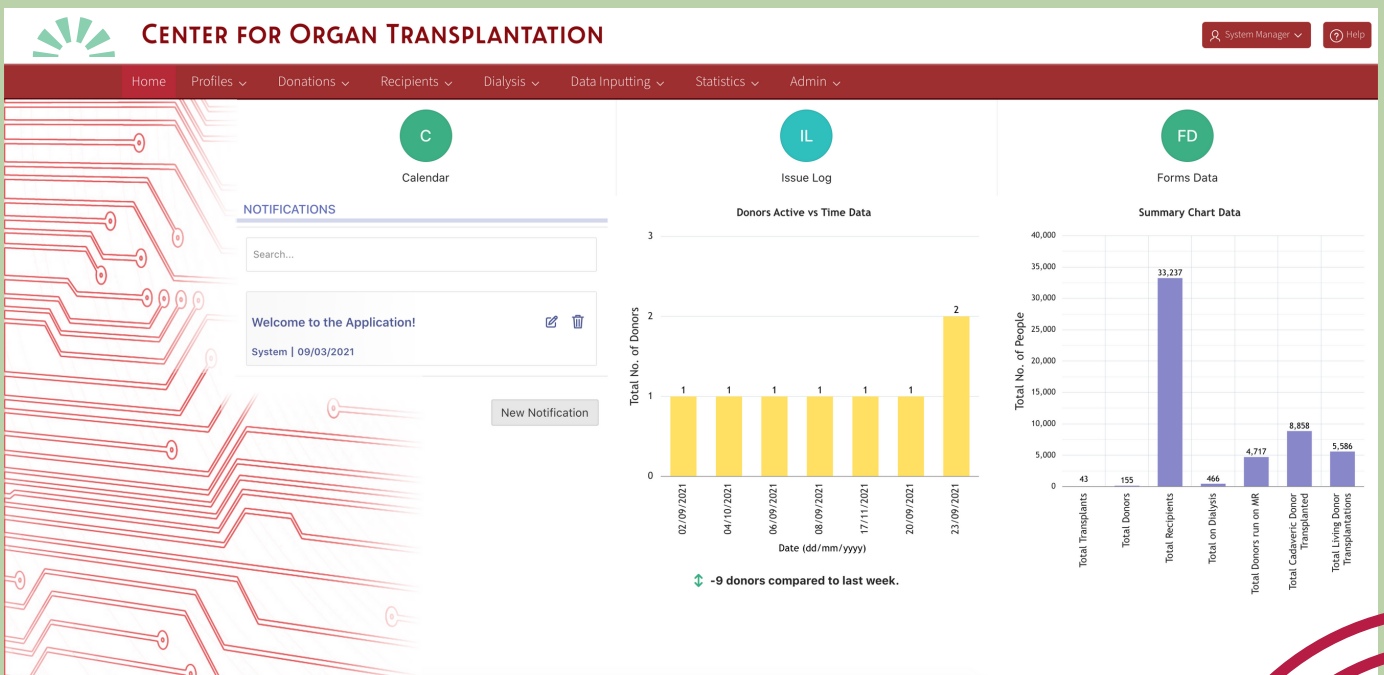 CENTER FOR ORGAN TRANSPLANTATION
System Manager
? Help
Home Profiles Donations Recipients Dialysis Data Inputting Statistics Admin
C
Calendar
IL
Issue Log
FD
Forms Data
NOTIFICATIONS
Search...
Welcome to the Application!
System | 09/03/2021
New Notification
Donors Active vs Time Data
Total No. of Donors
3
2
1
0
1
1
1
1
1
1
2
02/09/2021
04/10/2021
06/09/2021
08/09/2021
17/11/2021
20/09/2021
23/09/2021
Date (dd/mm/yyyy)
-9 donors compared to last week.
Summary Chart Data
Total No. of People
40,000
35,000
30,000
25,000
20,000
15,000
10,000
5,000
0
43
155
33,237
466
4,717
8,858
5,586
Total Transplants
Total Donors
Total Recipients
Total on Dialysis
Total Donors run on MR
Total Cadaveric Donor
Transplanted
Total Living Donor
Transplantations